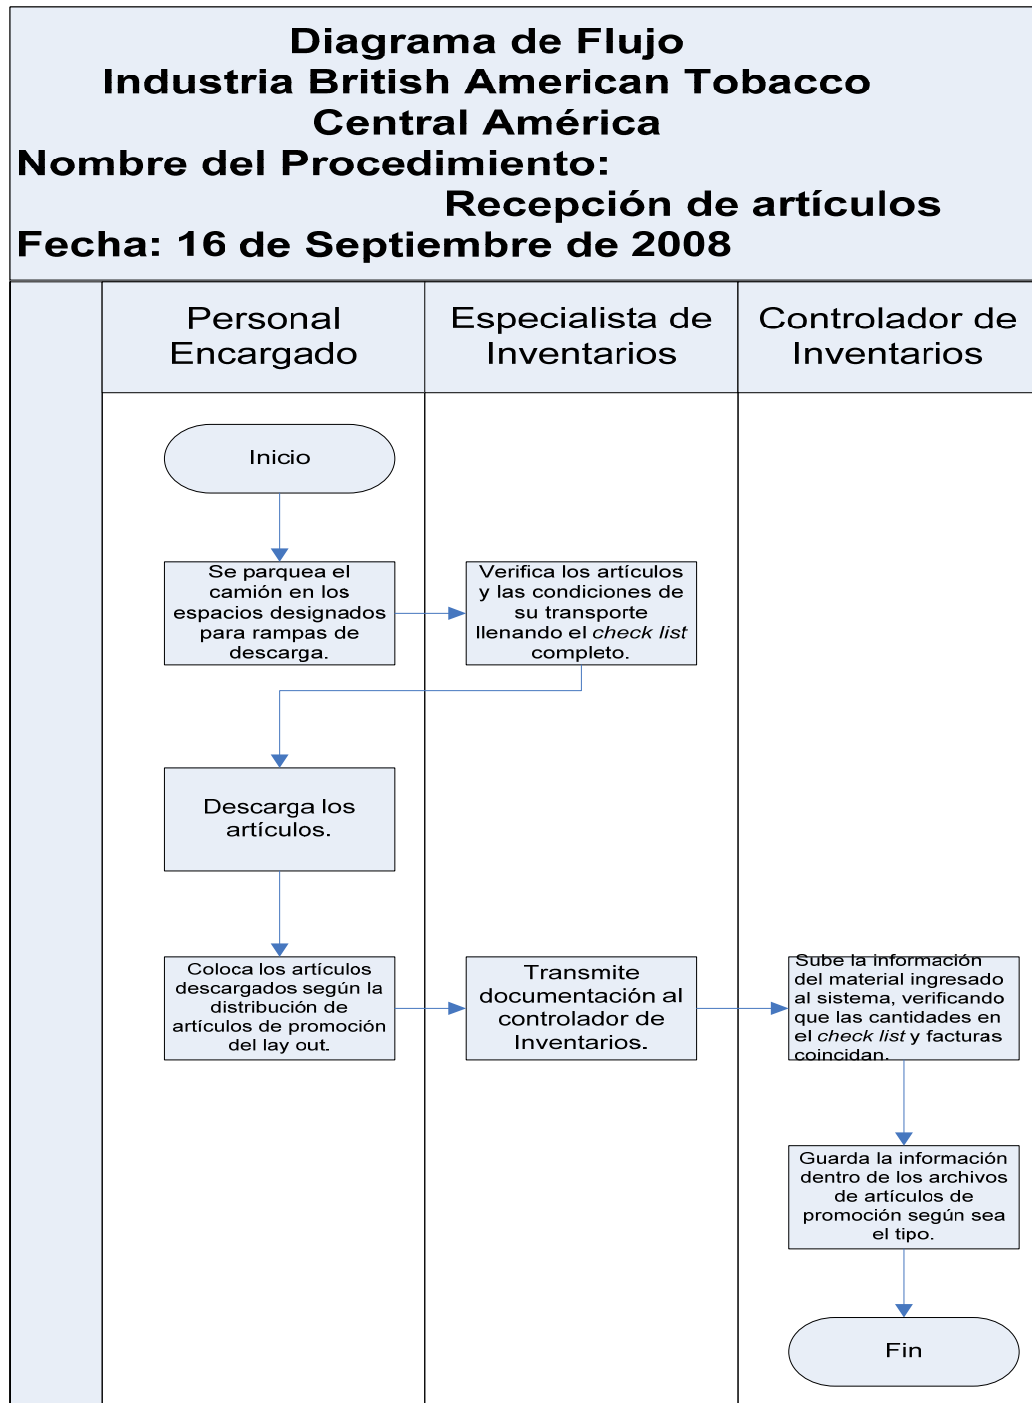 Diagrama de Flujo
Industria British American Tobacco
Central América
Nombre del Procedimiento:
Recepción de artículos
Fecha: 16 de Septiembre de 2008
Personal
Encargado
Especialista de
Inventarios
Controlador de
Inventarios
Inicio
Se parquea el
camión en los
espacios designados
para rampas de
descarga.
Verifica los artículos
y las condiciones de
su transporte
llenando el check list
completo.
Descarga los
artículos.
Coloca los artículos
descargados según la
distribución de
artículos de promoción
del lay out.
Transmite
documentación al
controlador de
Inventarios.
Sube la información
del material ingresado
al sistema, verificando
que las cantidades en
el check list y facturas
coincidan.
Guarda la información
dentro de los archivos
de artículos de
promoción según sea
el tipo.
Fin